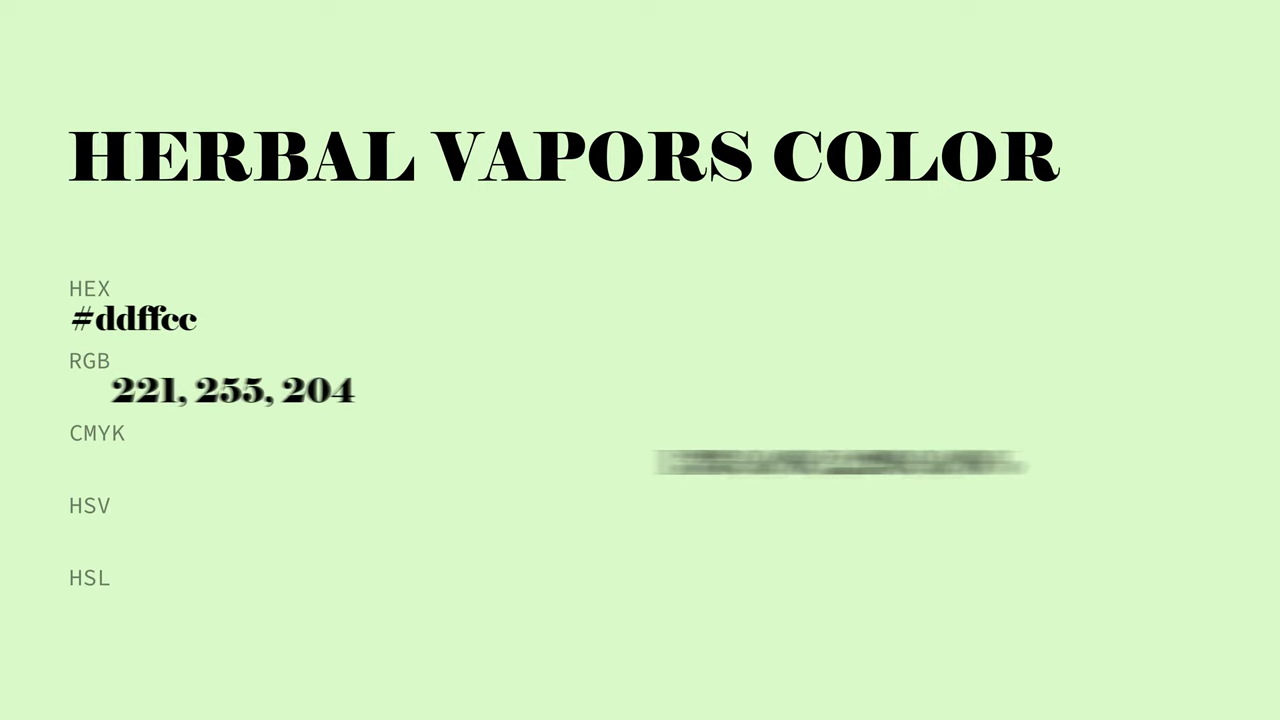 HERBAL VAPORS COLOR
HEX
#ddffcc
RGB
221, 255, 204
CMYK
HSV
HSL